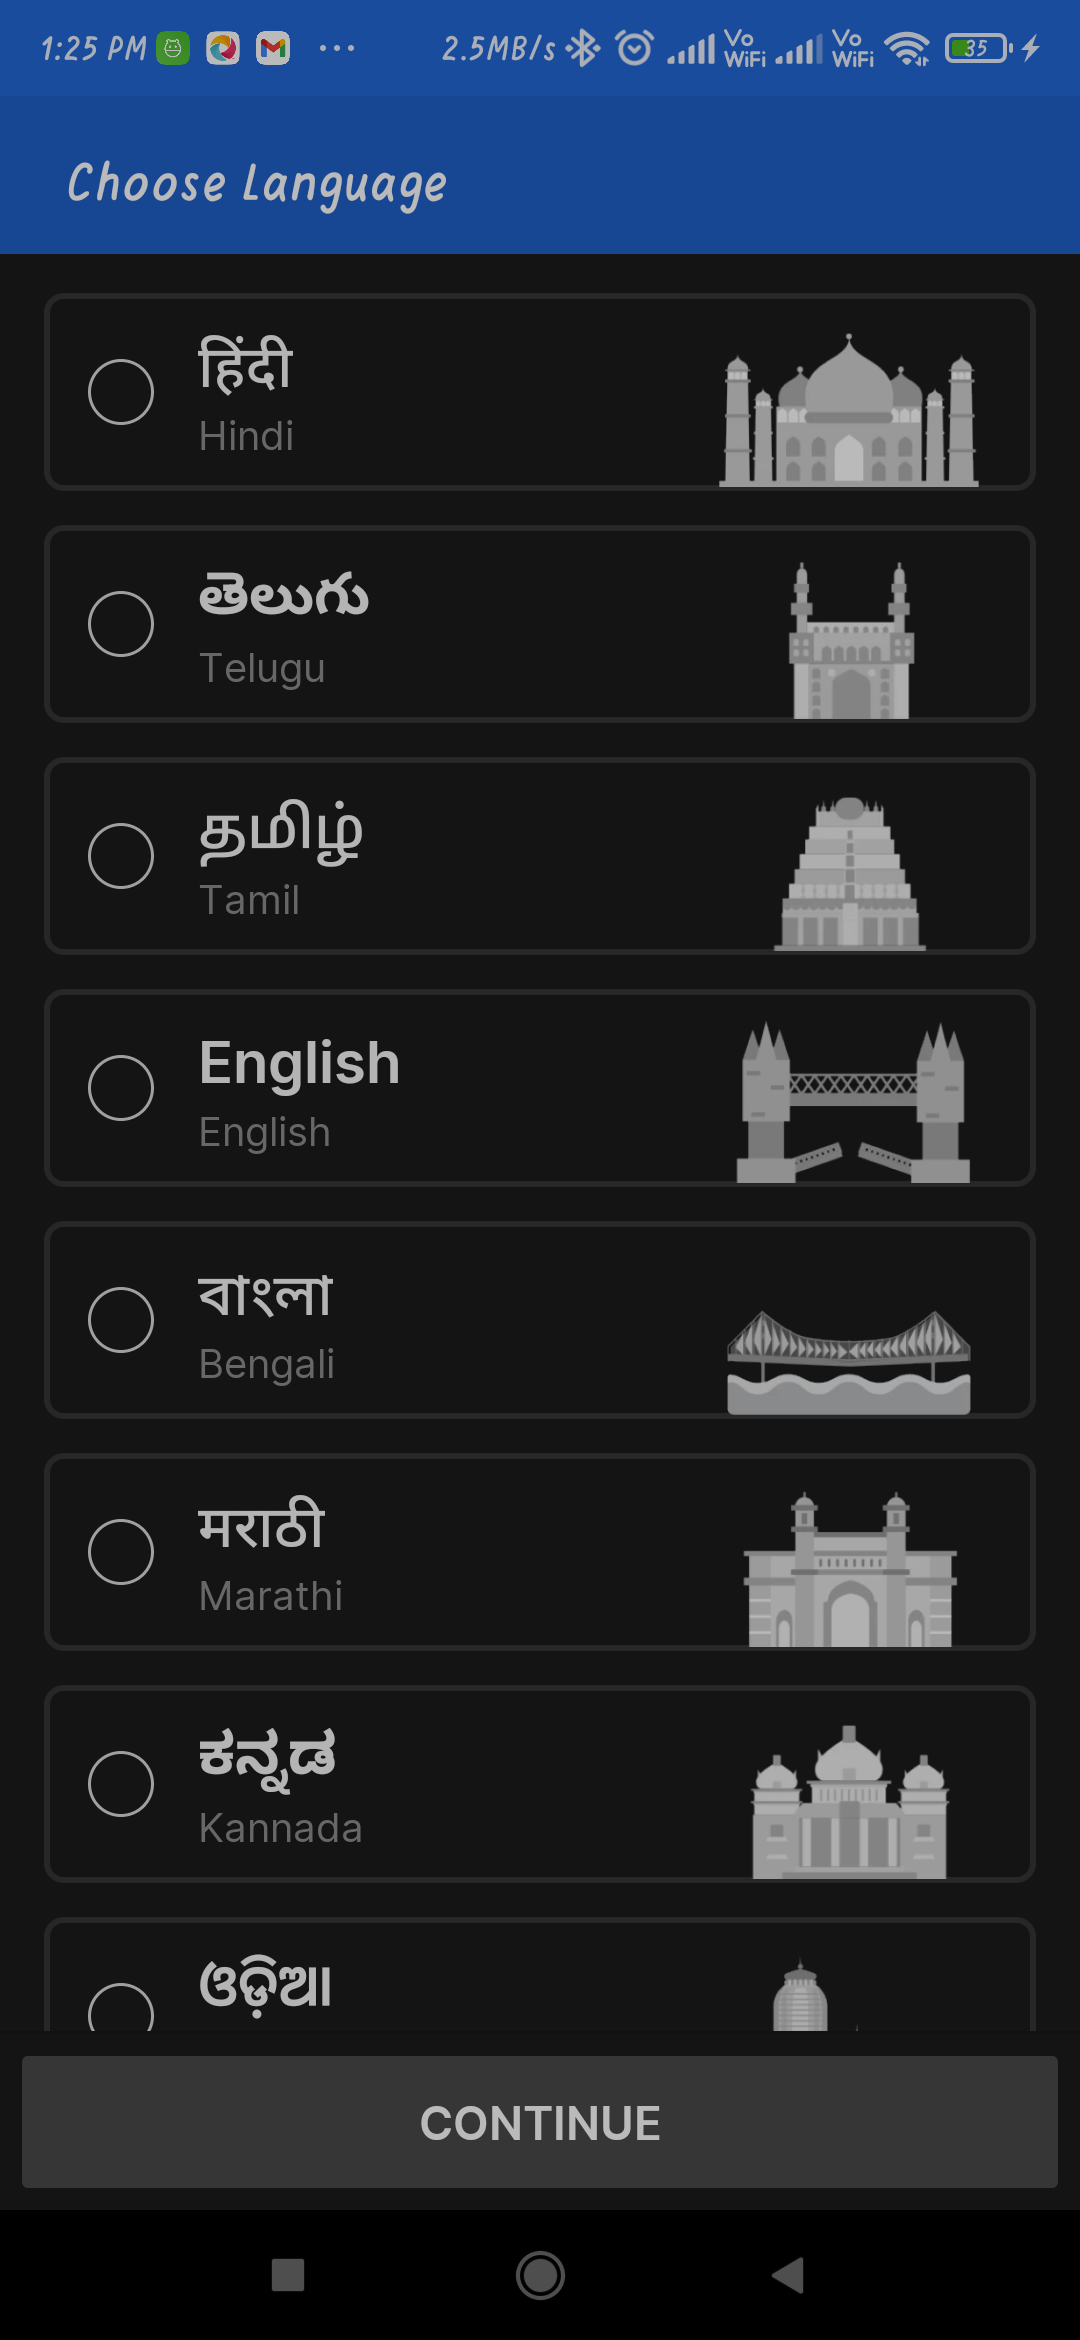 1:25 PM 2.5MB/s Vo WiFi Vo WiFi 35
Choose Language
हिंदी
Hindi
తెలుగు
Telugu
தமிழ்
Tamil
English
English
বাংলা
Bengali
मराठी
Marathi
ಕನ್ನಡ
Kannada
ଓଡ଼ିଆ
CONTINUE